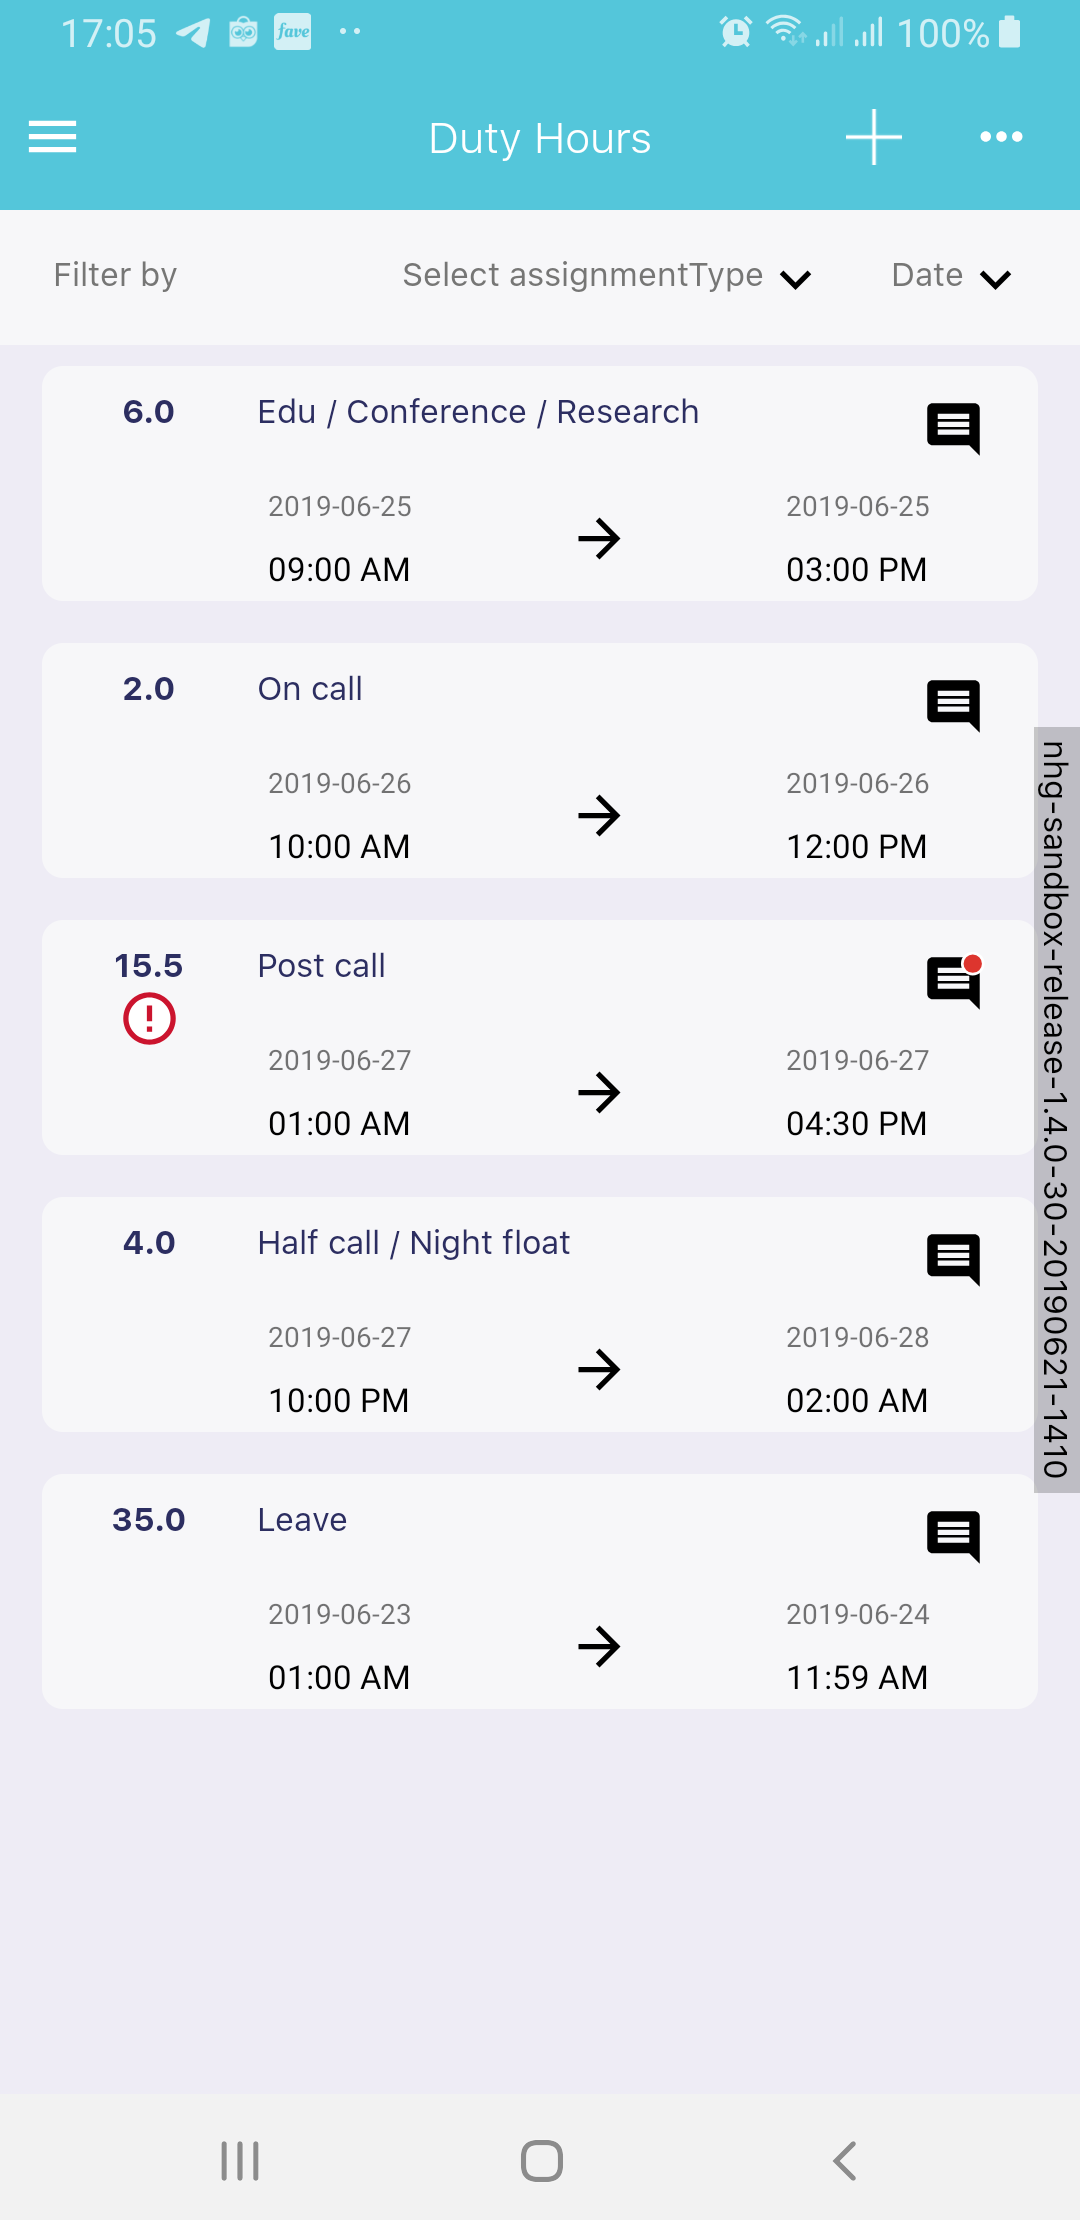 17:05 fave 100%
Duty Hours
Filter by Select assignmentType Date
6.0 Edu / Conference / Research
2019-06-25 2019-06-25
09:00 AM 03:00 PM
2.0 On call
2019-06-26 2019-06-26
10:00 AM 12:00 PM
15.5 Post call
2019-06-27 2019-06-27
01:00 AM 04:30 PM
4.0 Half call / Night float
2019-06-27 2019-06-28
10:00 PM 02:00 AM
35.0 Leave
2019-06-23 2019-06-24
01:00 AM 11:59 AM
nhg-sandbox-release-1.4.0-30-20190621-1410